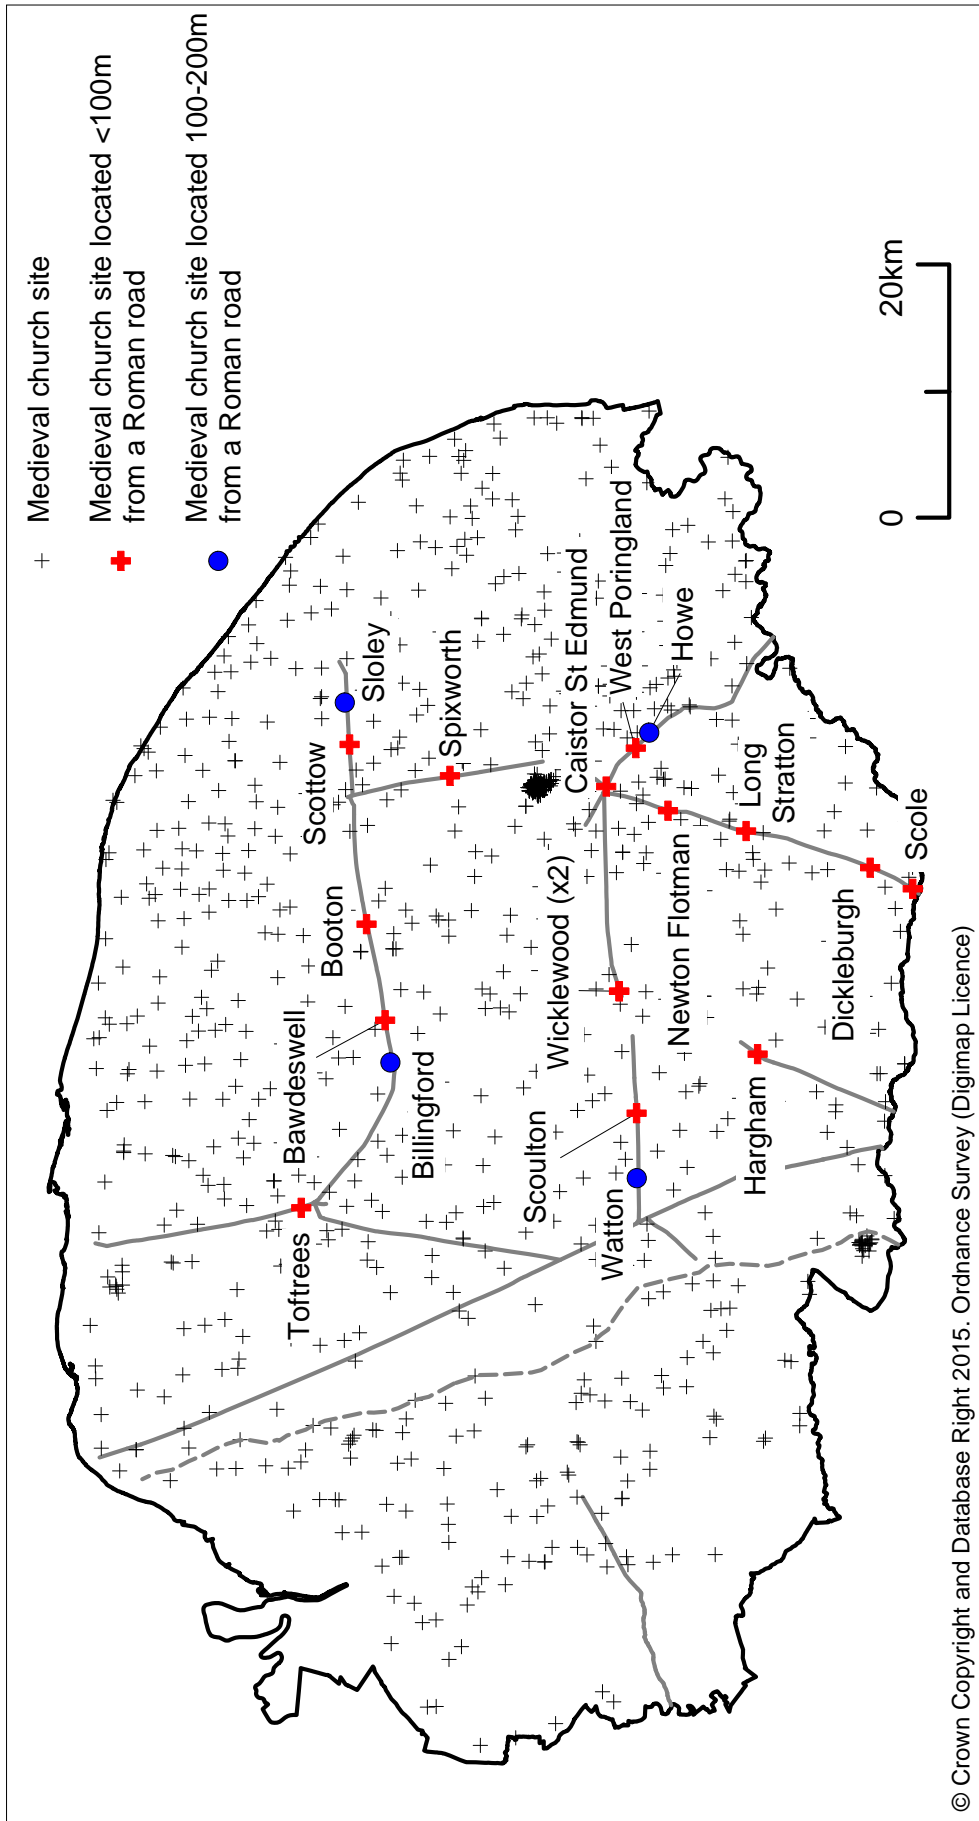 Medieval church site
Medieval church site located <100m
from a Roman road
Medieval church site located 100-200m
from a Roman road
Toftrees
Bawdeswell
Billingford
Booton
Scottow
Sloley
Spixworth
Watton
Scoulton
Wicklewood (x2)
Caistor St Edmund
West Poringland
Howe
Newton Flotman
Long
Stratton
Hargham
Dickleburgh
Scole
0
20km
© Crown Copyright and Database Right 2015. Ordnance Survey (Digimap Licence)